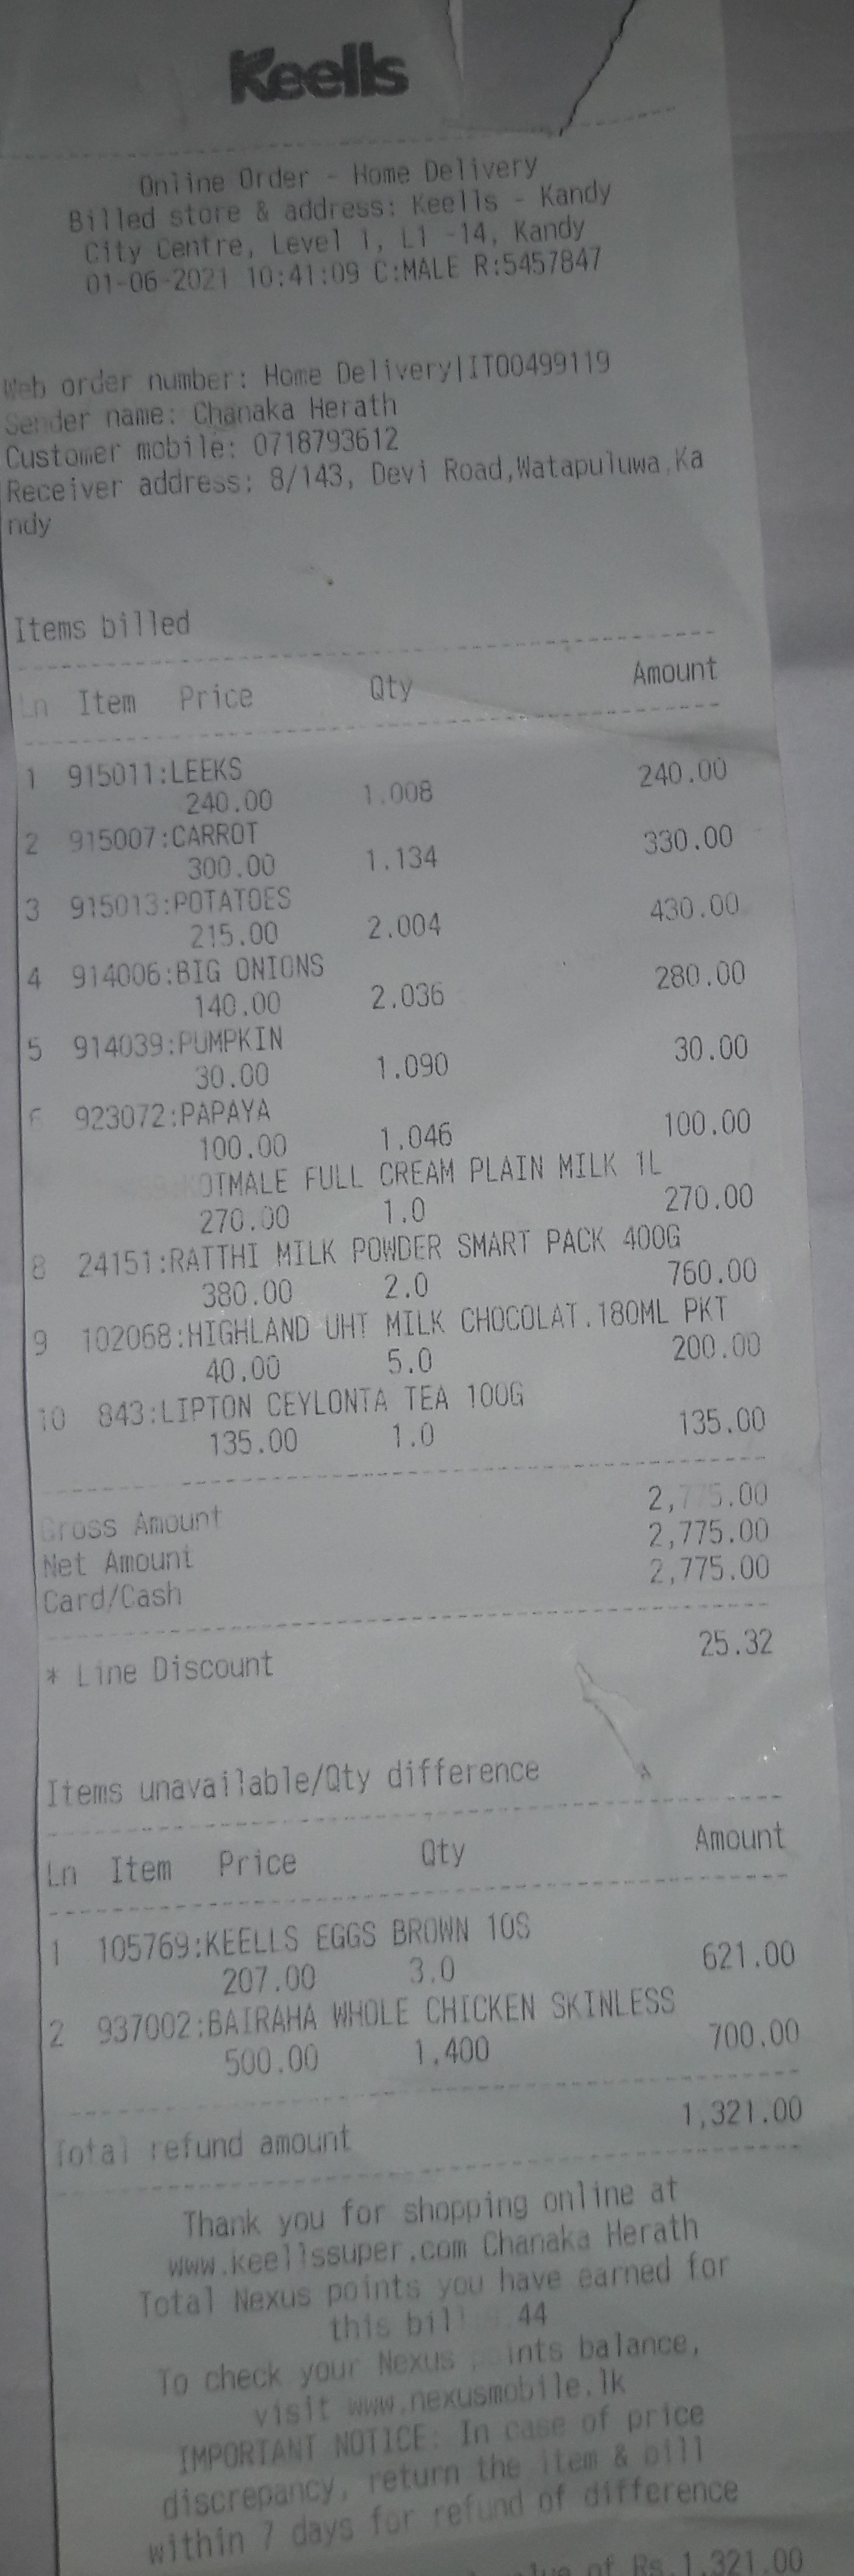 Keells
Online Order - Home Delivery
Billed store & address: Keells - Kandy
City Centre, Level 1, L1 -14, Kandy
01-06-2021 10:41:09 C:MALE R:5457847
Web order number: Home Delivery|IT00499119
Sender name: Chanaka Herath
Customer mobile: 0718793612
Receiver address: 8/143, Devi Road,Watapuluwa,Ka
ndy
Items billed
Ln Item Price Qty Amount
1 915011:LEEKS
240.00 1.008 240.00
2 915007:CARROT
300.00 1.134 330.00
3 915013:POTATOES
215.00 2.004 430.00
4 914006:BIG ONIONS
140.00 2.036 280.00
5 914039:PUMPKIN
30.00 1.090 30.00
6 923072:PAPAYA
100.00 1.046 100.00
KOTMALE FULL CREAM PLAIN MILK 1L
270.00 1.0 270.00
8 24151:RATTHI MILK POWDER SMART PACK 400G
380.00 2.0 760.00
9 102068:HIGHLAND UHT MILK CHOCOLAT.180ML PKT
40.00 5.0 200.00
10 843:LIPTON CEYLONTA TEA 100G
135.00 1.0 135.00
Gross Amount 2,775.00
Net Amount 2,775.00
Card/Cash 2,775.00
* Line Discount 25.32
Items unavailable/Qty difference
Ln Item Price Qty Amount
1 105769:KEELLS EGGS BROWN 10S
207.00 3.0 621.00
2 937002:BAIRAHA WHOLE CHICKEN SKINLESS
500.00 1.400 700.00
Total refund amount 1,321.00
Thank you for shopping online at
www.keellssuper.com Chanaka Herath
Total Nexus points you have earned for
this bill 44
To check your Nexus points balance,
visit www.nexusmobile.lk
IMPORTANT NOTICE: In case of price
discrepancy, return the item & bill
within 7 days for refund of difference
of Rs.1,321.00